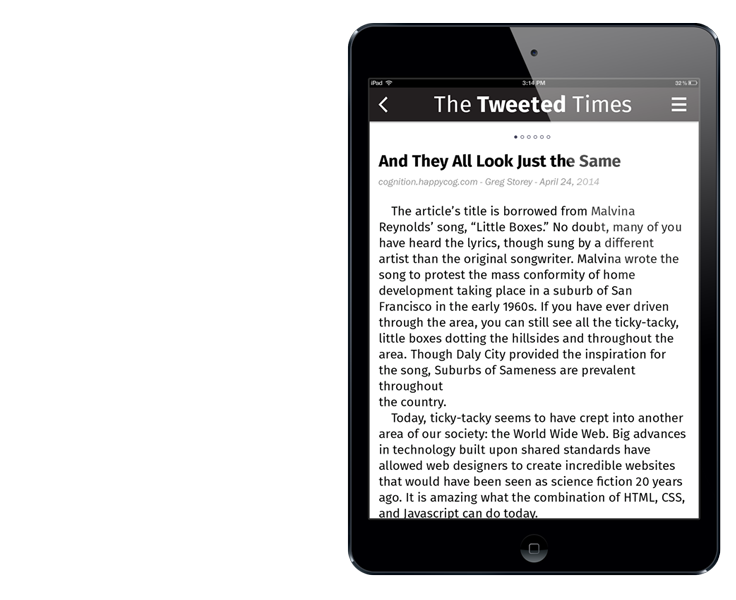 iPod 3:14 PM 32 %
The Tweeted Times
And They All Look Just the Same
cognition.happycog.com - Greg Storey - April 24, 2014
The article’s title is borrowed from Malvina
Reynolds’ song, “Little Boxes.” No doubt, many of you
have heard the lyrics, though sung by a different
artist than the original songwriter. Malvina wrote the
song to protest the mass conformity of home
development taking place in a suburb of San
Francisco in the early 1960s. If you have ever driven
through the area, you can still see all the ticky-tacky,
little boxes dotting the hillsides and throughout the
area. Though Daly City provided the inspiration for
the song, Suburbs of Sameness are prevalent
throughout
the country.
Today, ticky-tacky seems to have crept into another
area of our society: the World Wide Web. Big advances
in technology built upon shared standards have
allowed web designers to create incredible websites
that would have been seen as science fiction 20 years
ago. It is amazing what the combination of HTML, CSS,
and Javascript can do today.